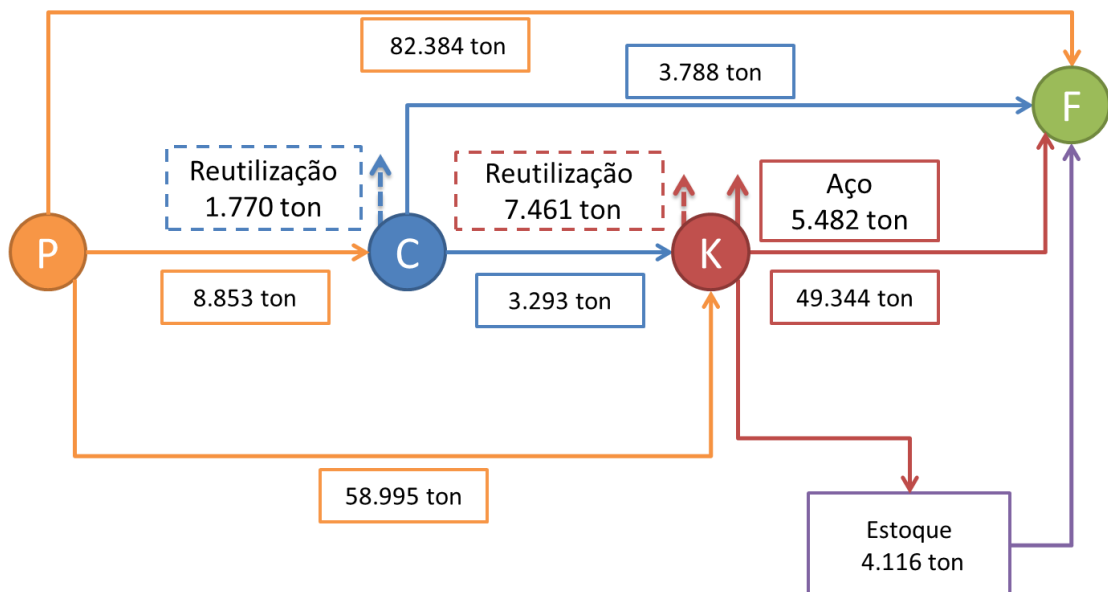 82.384 ton
3.788 ton
F
Reutilização
1.770 ton
Reutilização
7.461 ton
Aço
5.482 ton
P
C
K
8.853 ton
3.293 ton
49.344 ton
58.995 ton
Estoque
4.116 ton